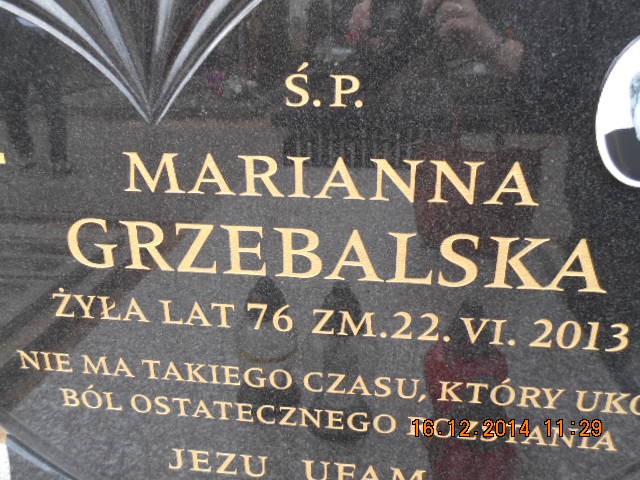 Ś.P.
MARIANNA
GRZEBALSKA
ŻYŁA LAT 76 ZM.22.VI.2013
NIE MA TAKIEGO CZASU, KTÓRY UKO
BÓL OSTATECZNEGO
JEZU UFAM
16.12.2014 11:29